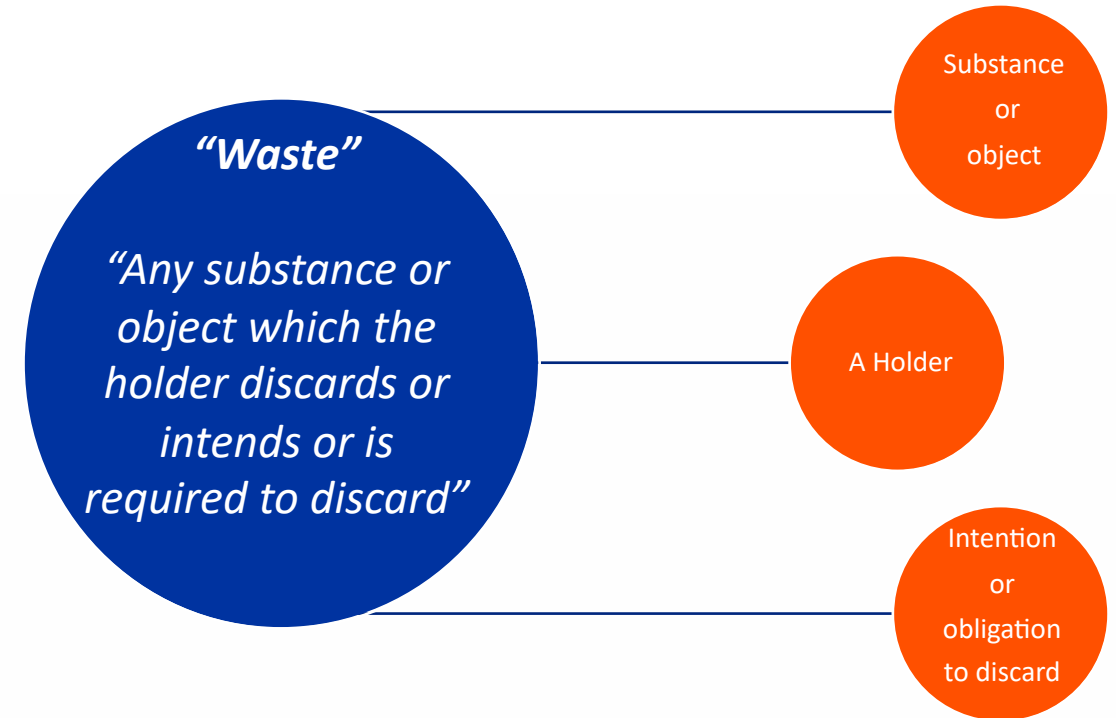 “Waste”
“Any substance or
object which the
holder discards or
intends or is
required to discard”
Substance
or
object
A Holder
Intention
or
obligation
to discard